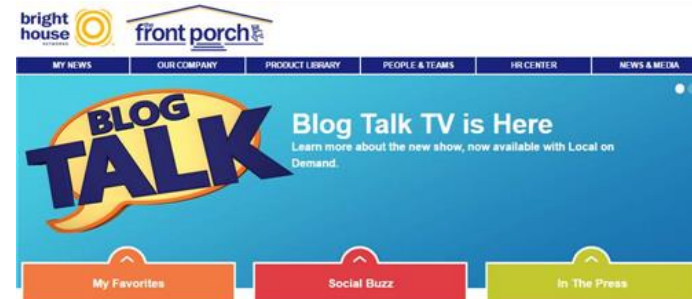 bright
house
NETWORKS
the
front porch
MY NEWS
OUR COMPANY
PRODUCT LIBRARY
PEOPLE & TEAMS
HR CENTER
NEWS & MEDIA
BLOG
TALK
Blog Talk TV is Here
Learn more about the new show, now available with Local on
Demand.
My Favorites
Social Buzz
In The Press